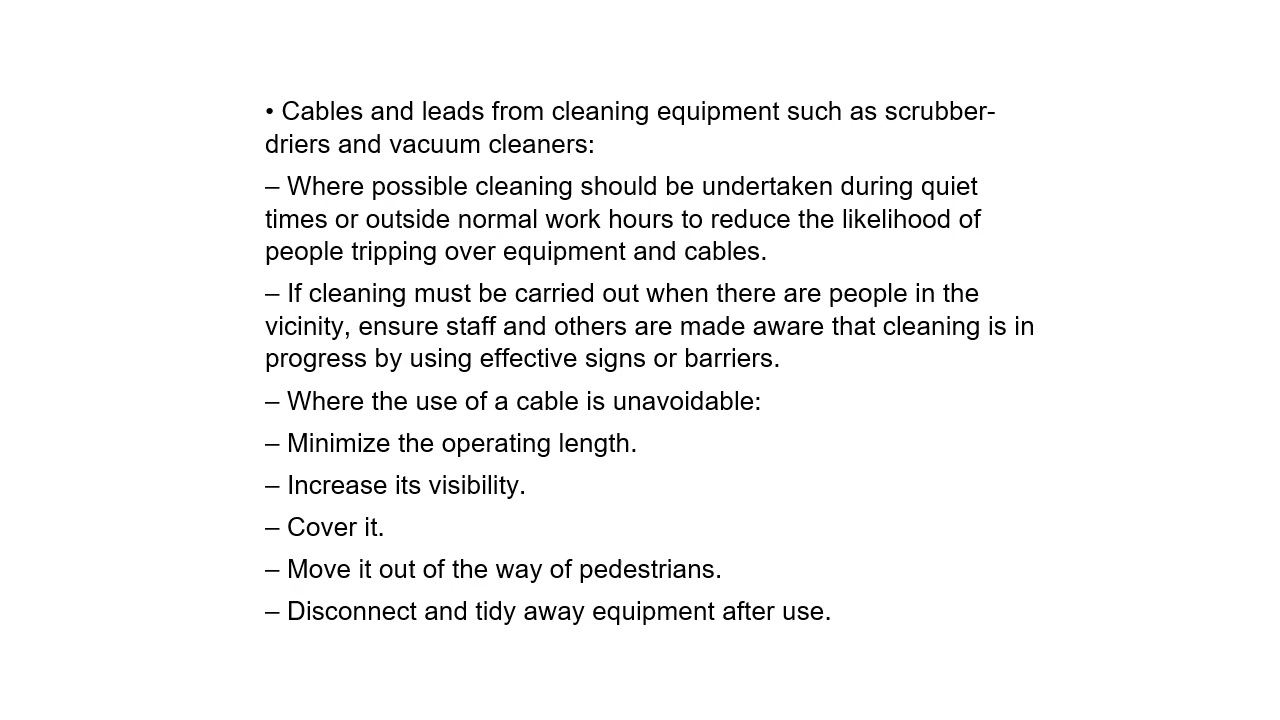 • Cables and leads from cleaning equipment such as scrubber-
driers and vacuum cleaners:
– Where possible cleaning should be undertaken during quiet
times or outside normal work hours to reduce the likelihood of
people tripping over equipment and cables.
– If cleaning must be carried out when there are people in the
vicinity, ensure staff and others are made aware that cleaning is in
progress by using effective signs or barriers.
– Where the use of a cable is unavoidable:
– Minimize the operating length.
– Increase its visibility.
– Cover it.
– Move it out of the way of pedestrians.
– Disconnect and tidy away equipment after use.